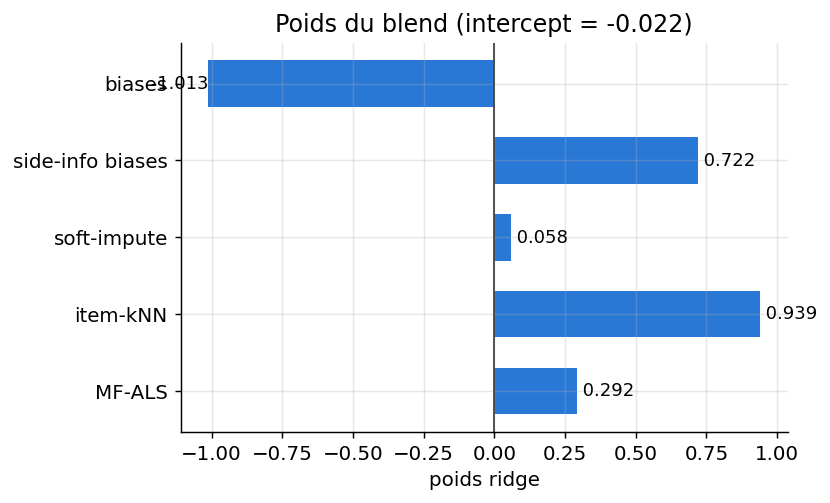 Poids du blend (intercept = -0.022)
biases -1.013
side-info biases 0.722
soft-impute 0.058
item-kNN 0.939
MF-ALS 0.292
−1.00 −0.75 −0.50 −0.25 0.00 0.25 0.50 0.75 1.00
poids ridge